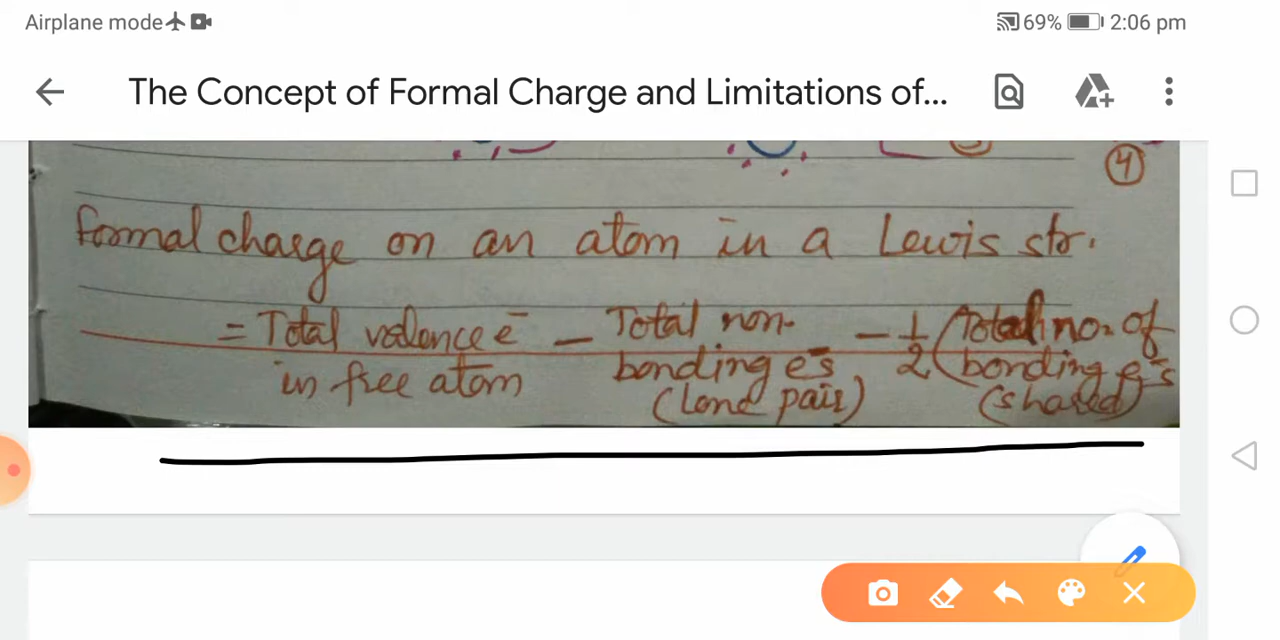 Airplane mode
69% 2:06 pm
The Concept of Formal Charge and Limitations of...
4
Formal charge on an atom in a Lewis str.
= Total valence e⁻ − Total non- − 1/2 (Total no. of
in free atom bonding e⁻s bonding e⁻s
(lone pair) (shared)